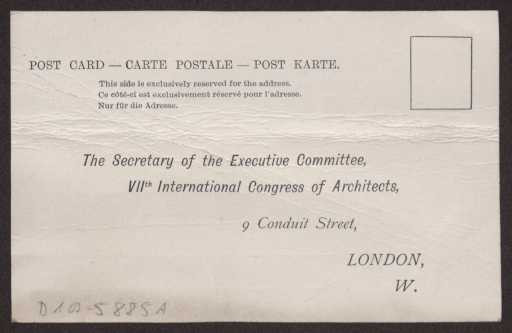 POST CARD — CARTE POSTALE — POST KARTE.
This side is exclusively reserved for the address.
Ce côté-ci est exclusivement réservé pour l'adresse.
Nur für die Adresse.
The Secretary of the Executive Committee,
VIIth International Congress of Architects,
9 Conduit Street,
LONDON,
W.